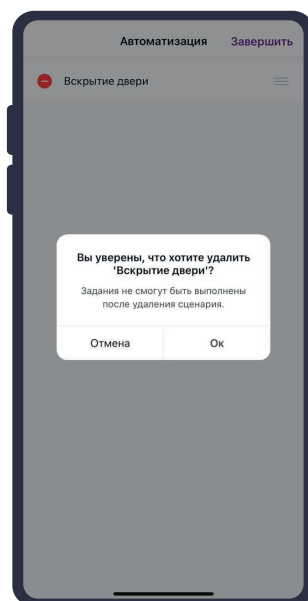 Автоматизация Завершить
Вскрытие двери
Вы уверены, что хотите удалить
'Вскрытие двери'?
Задания не смогут быть выполнены
после удаления сценария.
Отмена Ок